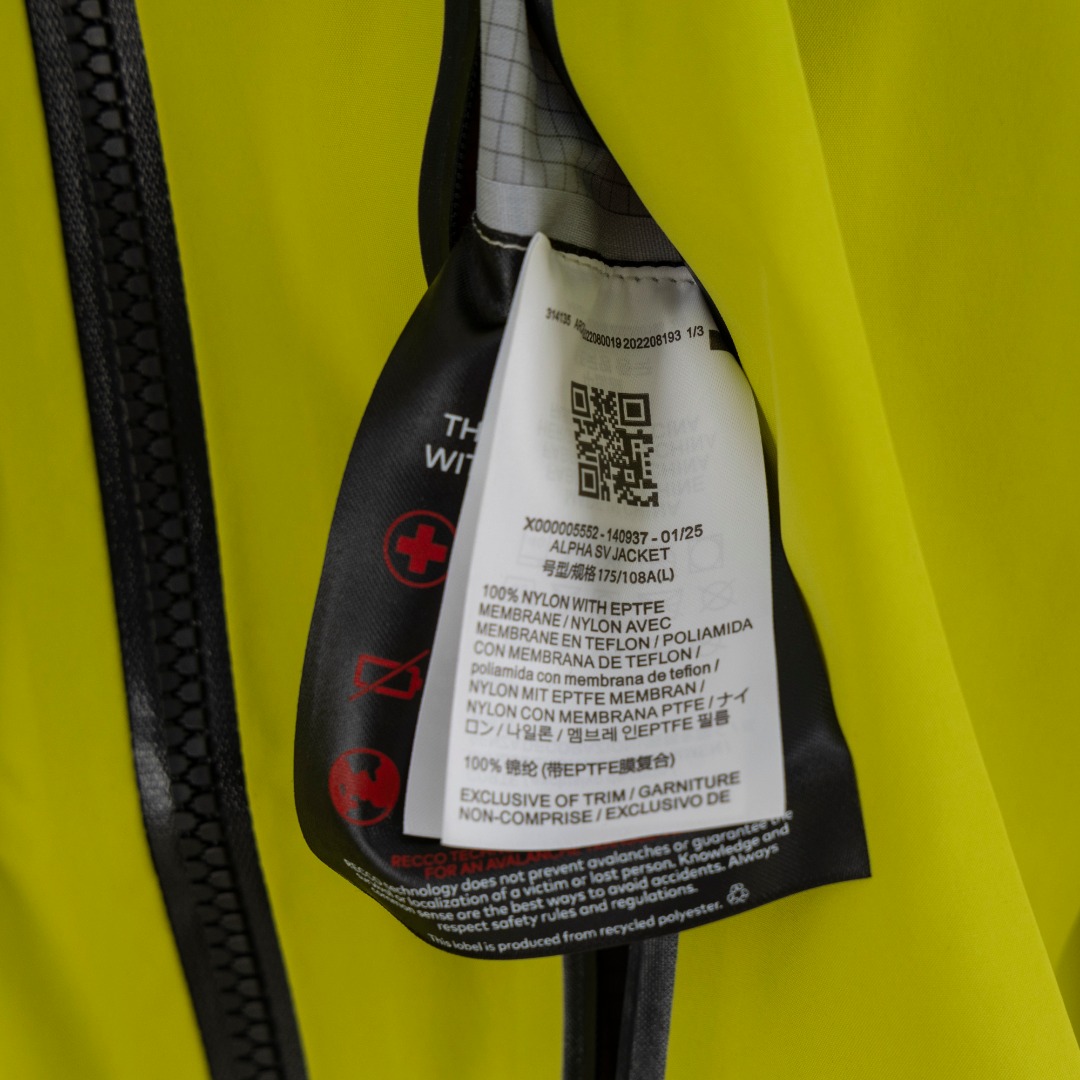 314135 202208193 1/3
X000005552-140937 - 01/25
ALPHA SV JACKET
号型/规格 175/108A(L)
100% NYLON WITH EPTFE
MEMBRANE / NYLON AVEC
MEMBRANE EN TEFLON / POLIAMIDA
CON MEMBRANA DE TEFLON /
poliamida con membrana de teflon /
NYLON MIT EPTFE MEMBRAN /
NYLON CON MEMBRANA PTFE / ナイ
ロン / 나일론 / 멤브레 인EPTFE 필름
100% 锦纶 (带EPTFE膜复合)
EXCLUSIVE OF TRIM / GARNITURE
NON-COMPRISE / EXCLUSIVO DE
TH
WIT
RECCO
FOR AN AVALANCHE
RECCO technology does not prevent avalanches or guarantee the
localization of a victim or lost person. Knowledge and
common sense are the best ways to avoid accidents. Always
respect safety rules and regulations.
This label is produced from recycled polyester.